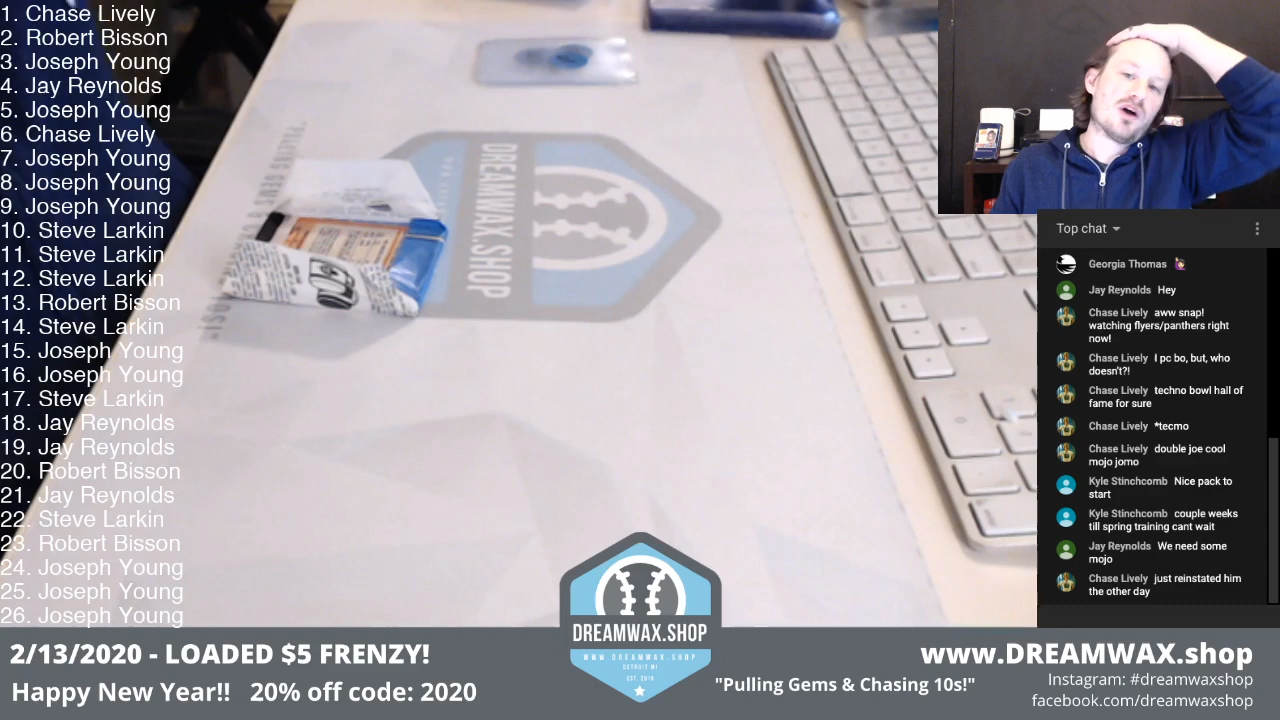 1. Chase Lively
2. Robert Bisson
3. Joseph Young
4. Jay Reynolds
5. Joseph Young
6. Chase Lively
7. Joseph Young
8. Joseph Young
9. Joseph Young
10. Steve Larkin
11. Steve Larkin
12. Steve Larkin
13. Robert Bisson
14. Steve Larkin
15. Joseph Young
16. Joseph Young
17. Steve Larkin
18. Jay Reynolds
19. Jay Reynolds
20. Robert Bisson
21. Jay Reynolds
22. Steve Larkin
23. Robert Bisson
24. Joseph Young
25. Joseph Young
26. Joseph Young
DREAMWAX.SHOP
Top chat
Georgia Thomas
Jay Reynolds Hey
Chase Lively aww snap!
watching flyers/panthers right
now!
Chase Lively I pc bo, but, who
doesn't?!
Chase Lively techno bowl hall of
fame for sure
Chase Lively *tecmo
Chase Lively double joe cool
mojo jomo
Kyle Stinchcomb Nice pack to
start
Kyle Stinchcomb couple weeks
till spring training cant wait
Jay Reynolds We need some
mojo
Chase Lively just reinstated him
the other day
2/13/2020 - LOADED $5 FRENZY!
Happy New Year!! 20% off code: 2020
DREAMWAX.SHOP
WWW.DREAMWAX.SHOP
DETROIT MI
EST. 2018
"Pulling Gems & Chasing 10s!"
www.DREAMWAX.shop
Instagram: #dreamwaxshop
facebook.com/dreamwaxshop